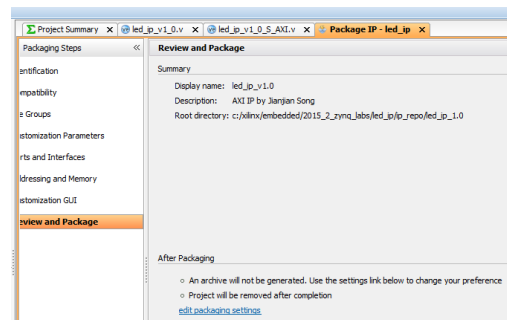 Project Summary
led_ip_v1_0.v
led_ip_v1_0_S_AXI.v
Package IP - led_ip
Packaging Steps
Review and Package
entification
Summary
Display name: led_ip_v1.0
mpatibility
Description: AXI IP by Jianjian Song
Root directory: c:/xilinx/embedded/2015_2_zynq_labs/led_ip/ip_repo/led_ip_1.0
e Groups
stomization Parameters
rts and Interfaces
ddressing and Memory
stomization GUI
eview and Package
After Packaging
An archive will not be generated. Use the settings link below to change your preference
Project will be removed after completion
edit packaging settings